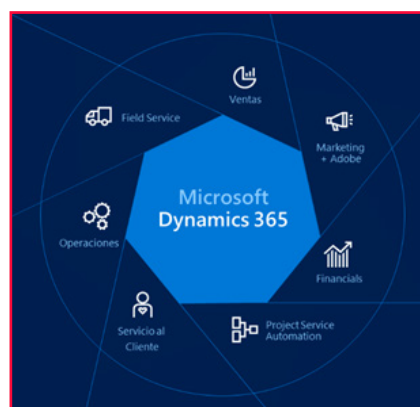 Ventas
Field Service
Marketing
+ Adobe
Microsoft
Dynamics 365
Operaciones
Financials
Servicio al
Cliente
Project Service
Automation